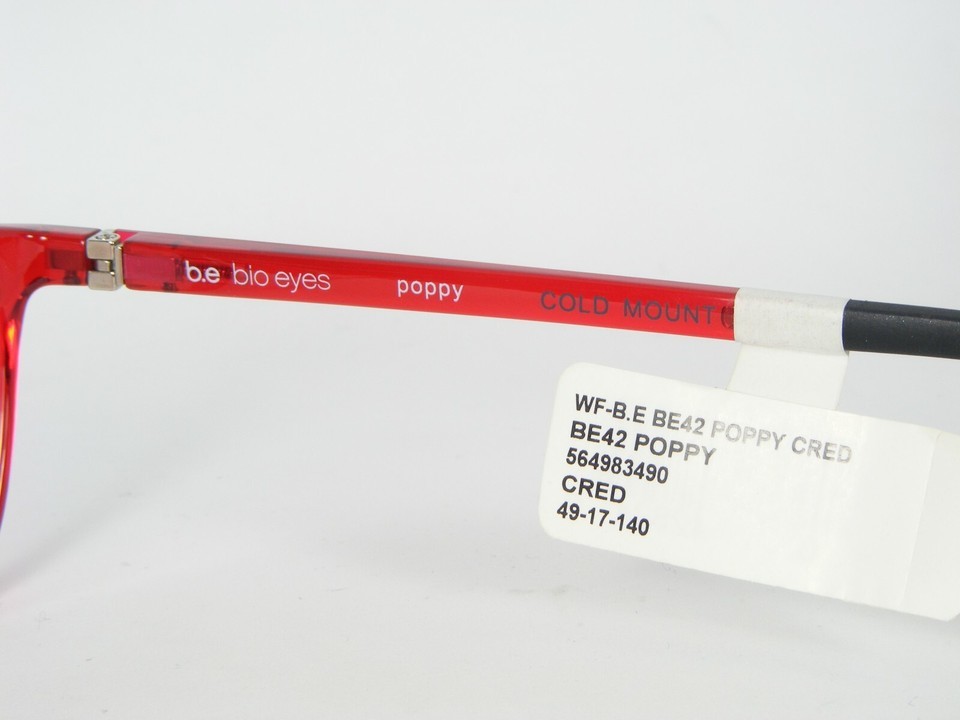 b.e bio eyes poppy COLD MOUNT
WF-B.E BE42 POPPY CRED
BE42 POPPY
564983490
CRED
49-17-140